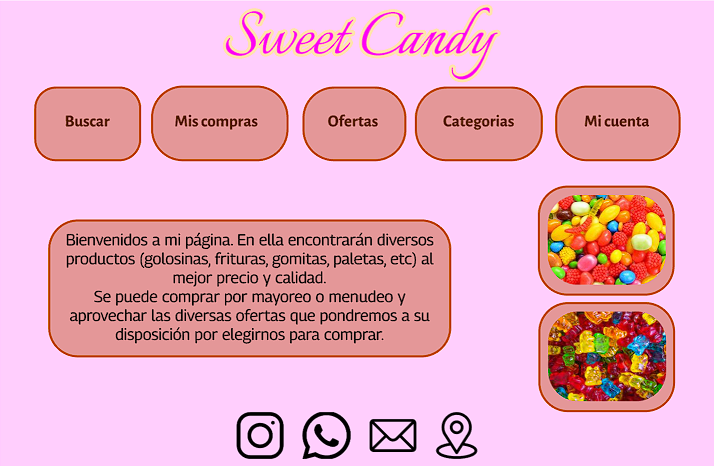 Sweet Candy
Buscar
Mis compras
Ofertas
Categorias
Mi cuenta
Bienvenidos a mi página. En ella encontrarán diversos
productos (golosinas, frituras, gomitas, paletas, etc) al
mejor precio y calidad.
Se puede comprar por mayoreo o menudeo y
aprovechar las diversas ofertas que pondremos a su
disposición por elegirnos para comprar.